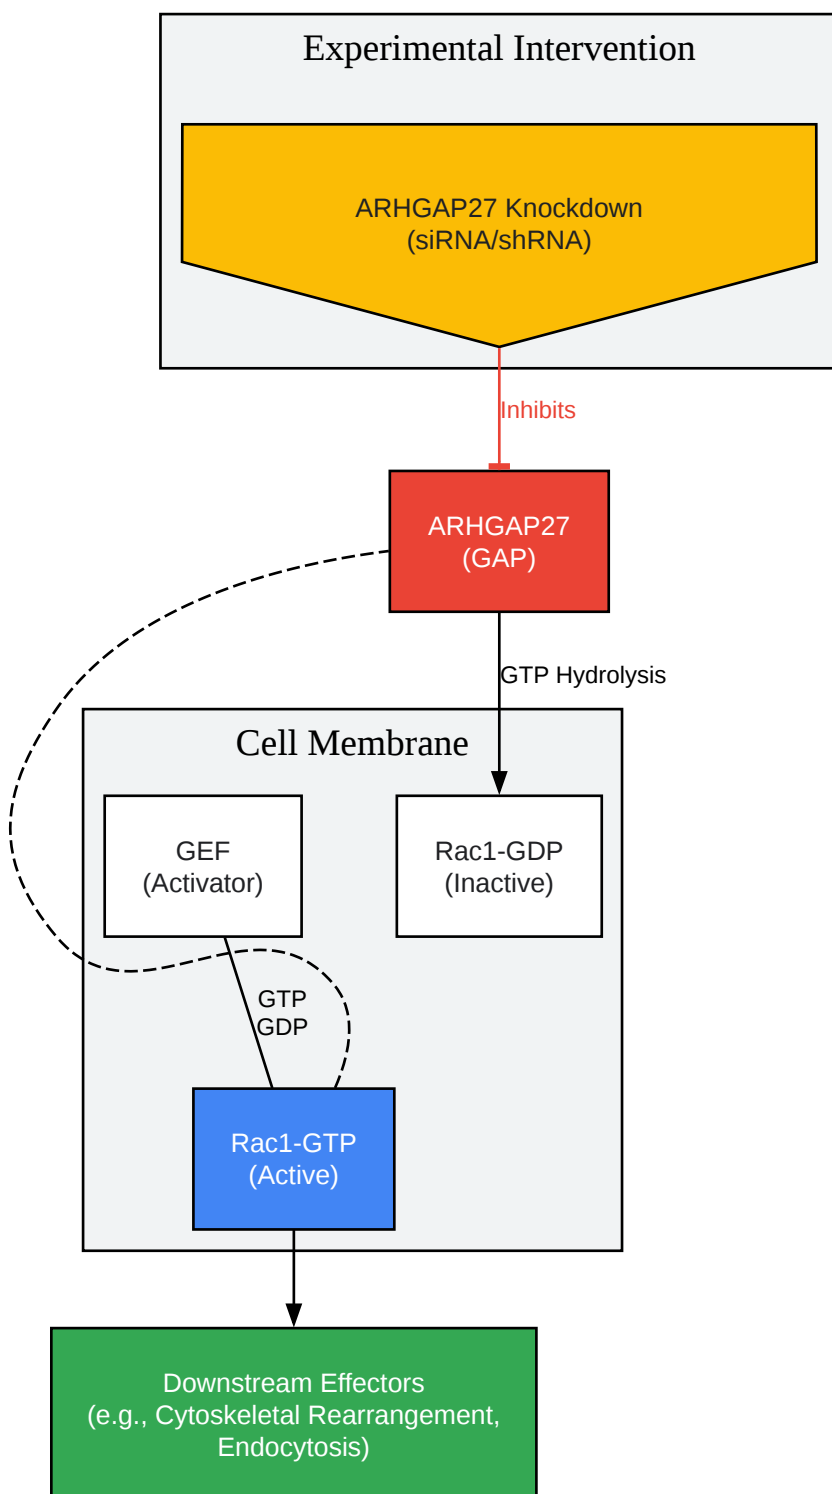 Experimental Intervention
ARHGAP27 Knockdown
(siRNA/shRNA)
Inhibits
ARHGAP27
(GAP)
GTP Hydrolysis
Cell Membrane
GEF
(Activator)
Rac1-GDP
(Inactive)
GTP
GDP
Rac1-GTP
(Active)
Downstream Effectors
(e.g., Cytoskeletal Rearrangement,
Endocytosis)